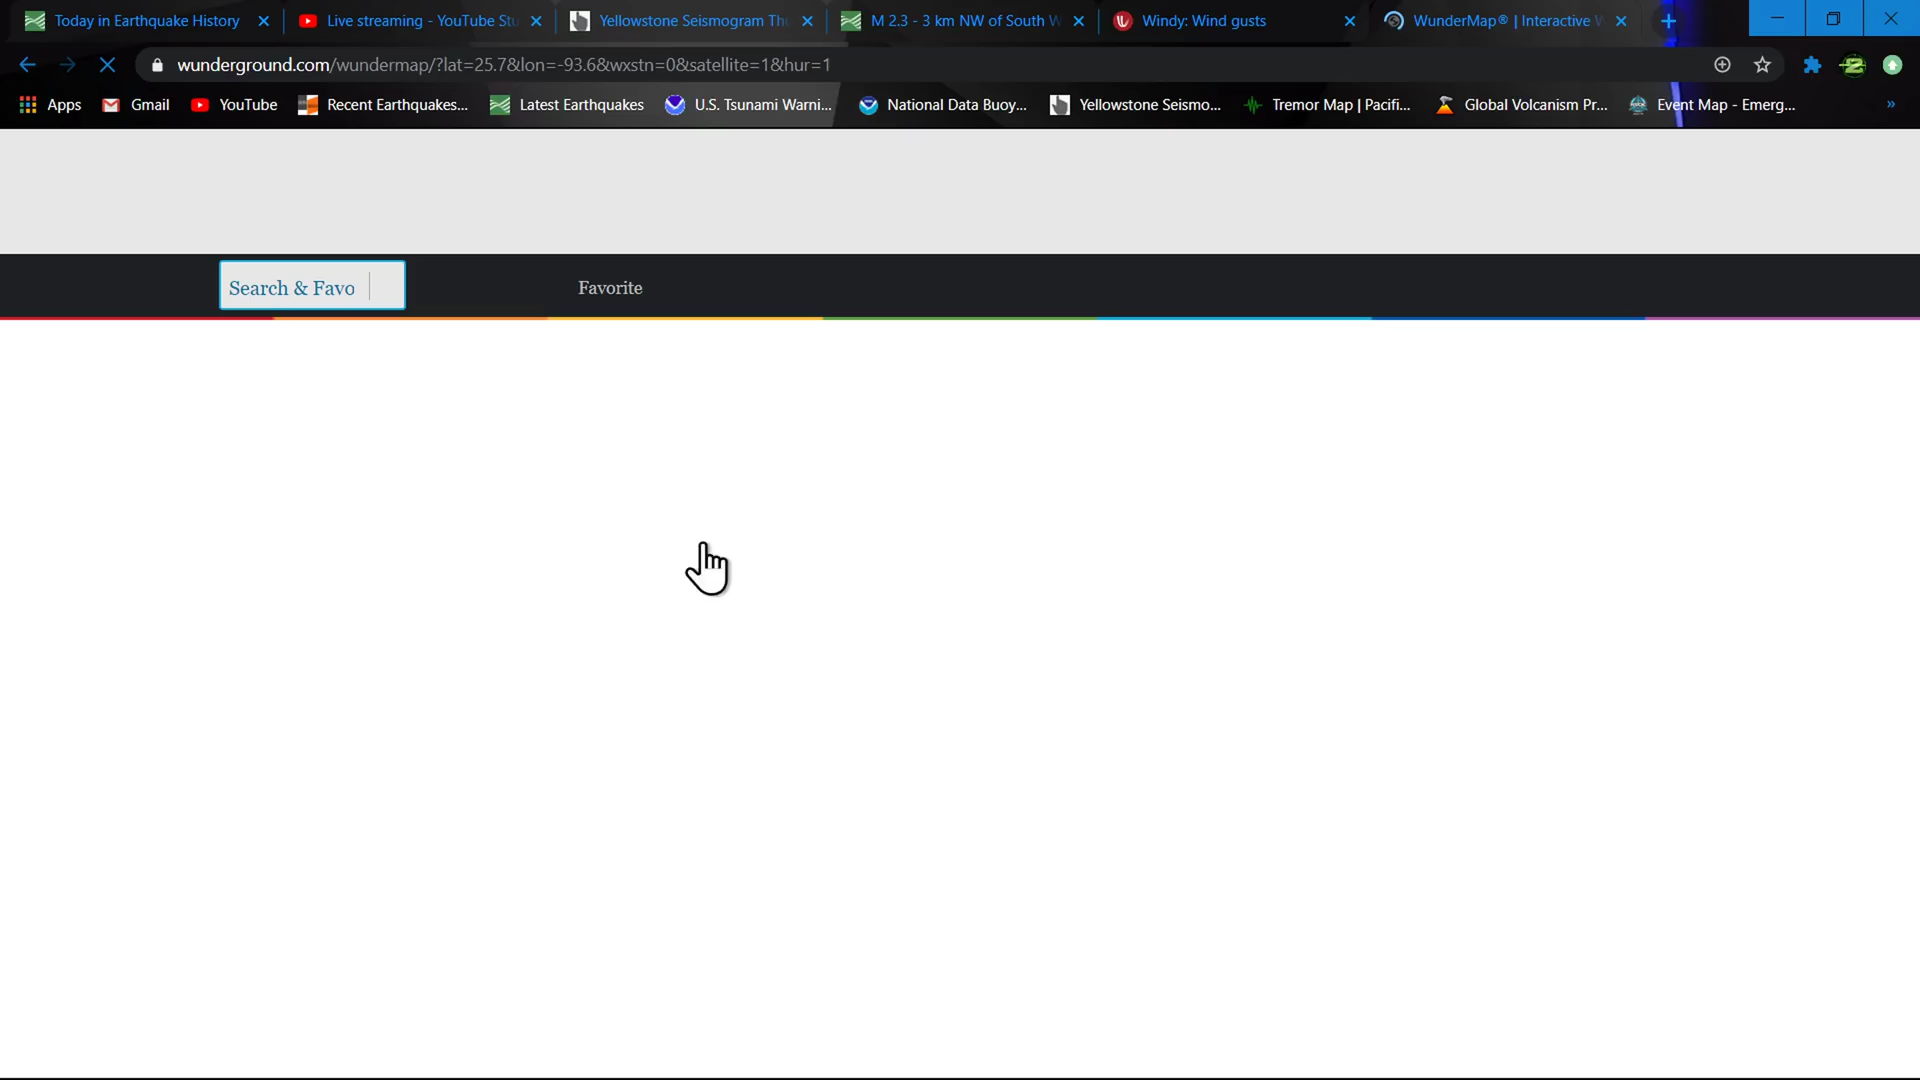 Today in Earthquake History
Live streaming - YouTube Stu
Yellowstone Seismogram Th
M 2.3 - 3 km NW of South W
Windy: Wind gusts
WunderMap® | Interactive W
wunderground.com/wundermap/?lat=25.7&lon=-93.6&wxstn=0&satellite=1&hur=1
Apps
Gmail
YouTube
Recent Earthquakes...
Latest Earthquakes
U.S. Tsunami Warni...
National Data Buoy...
Yellowstone Seismo...
Tremor Map | Pacifi...
Global Volcanism Pr...
Event Map - Emerg...
Search & Favo
Favorite